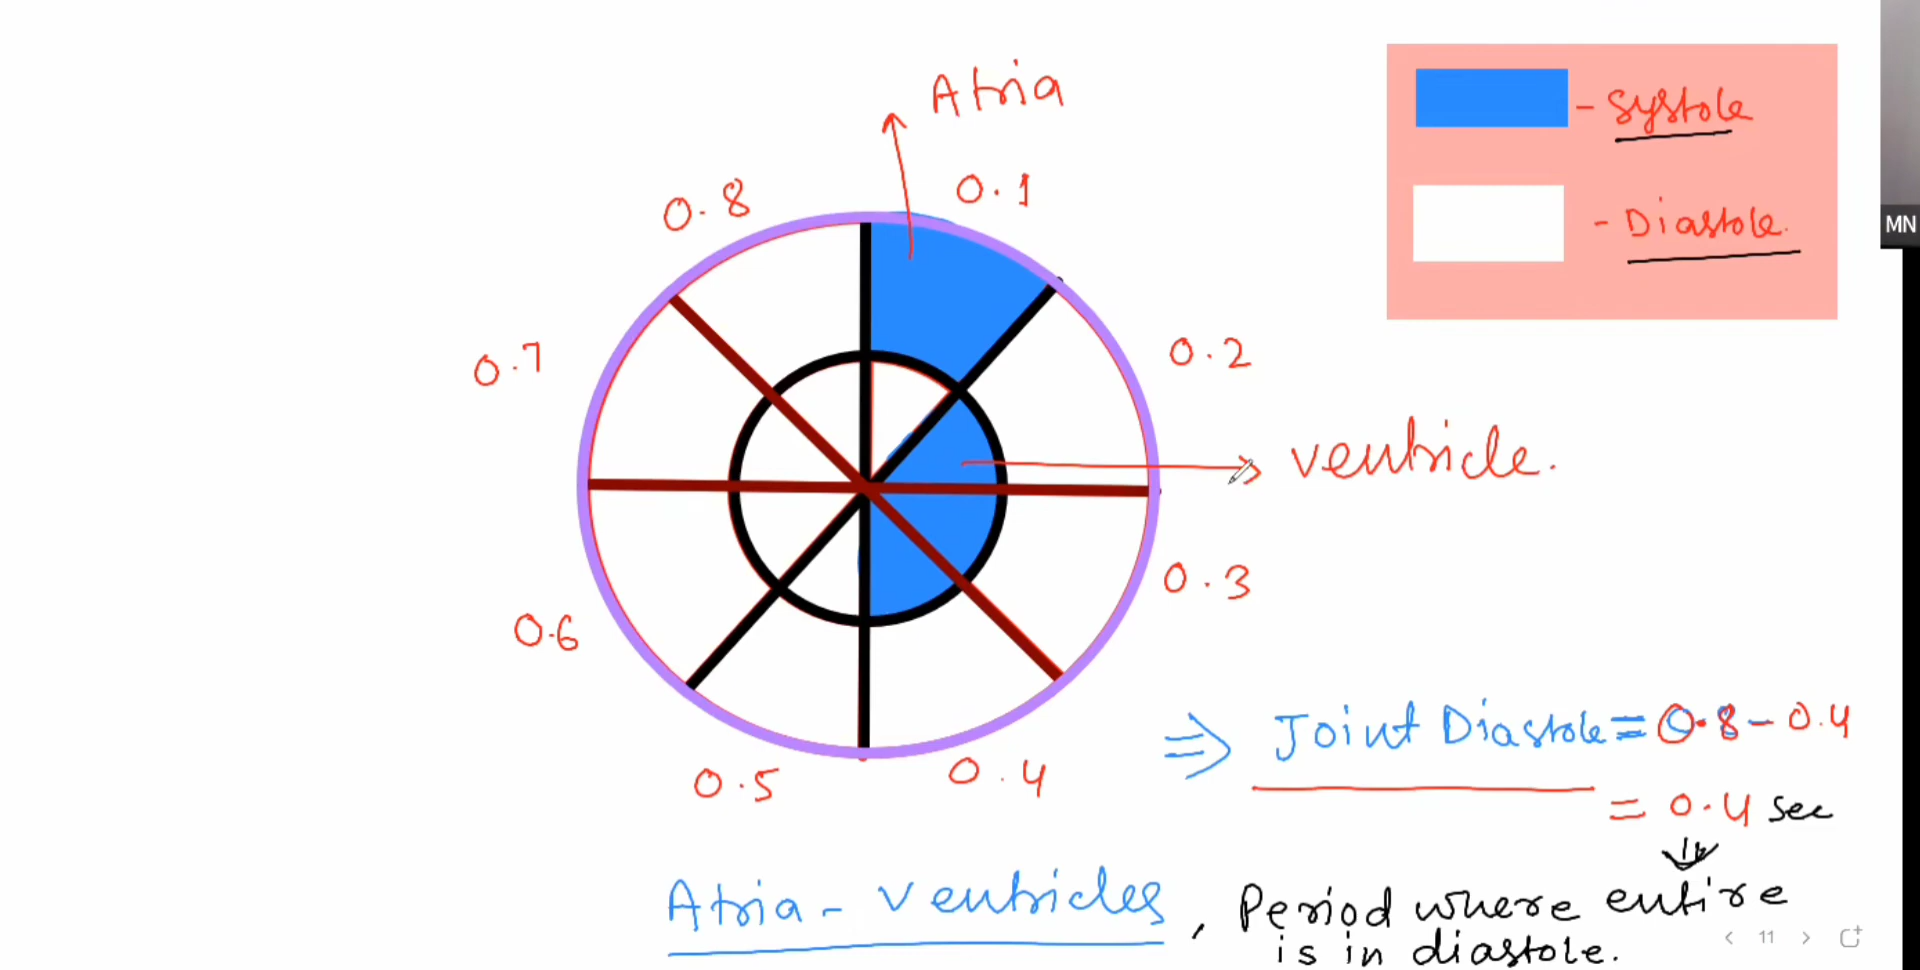 Atria
0.1
0.8
- Systole
- Diastole.
MN
0.2
0.7
ventricle.
0.3
0.6
0.5
0.4
⇒ Joint Diastole = 0.8 - 0.4
= 0.4 sec
Atria - ventricles, Period where entire
is in diastole.
11